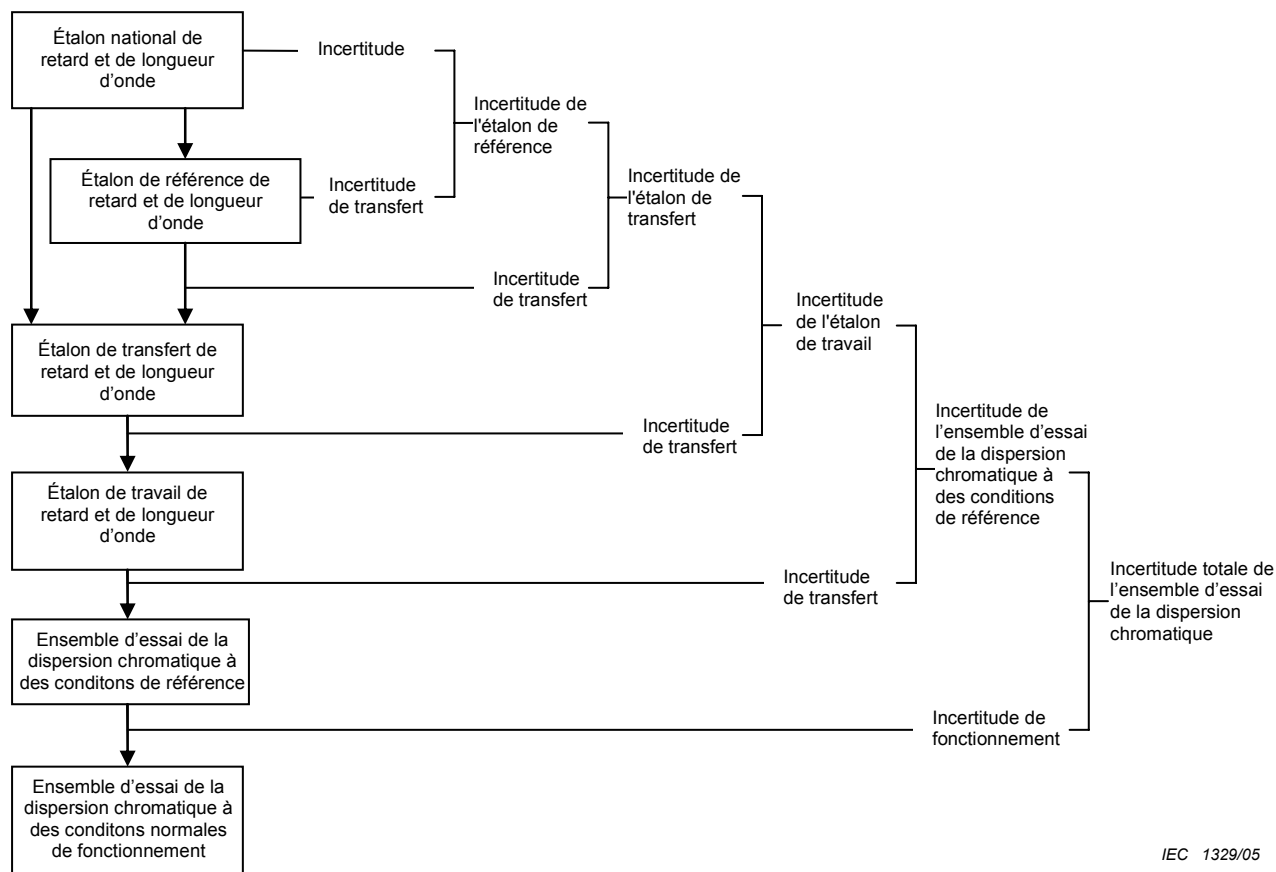 Étalon national de
retard et de longueur
d'onde
Incertitude
Incertitude de
l'étalon de
référence
Étalon de référence de
retard et de longueur
d'onde
Incertitude
de transfert
Incertitude de
l'étalon de
transfert
Incertitude
de transfert
Incertitude
de l'étalon
de travail
Étalon de transfert de
retard et de longueur
d'onde
Incertitude
de transfert
Incertitude de
l’ensemble d'essai
de la dispersion
chromatique à
des conditions
de référence
Étalon de travail de
retard et de longueur
d'onde
Incertitude
de transfert
Incertitude totale de
l’ensemble d'essai
de la dispersion
chromatique
Ensemble d’essai de la
dispersion chromatique à
des conditons de référence
Incertitude de
fonctionnement
Ensemble d’essai de la
dispersion chromatique à
des conditons normales
de fonctionnement
IEC 1329/05